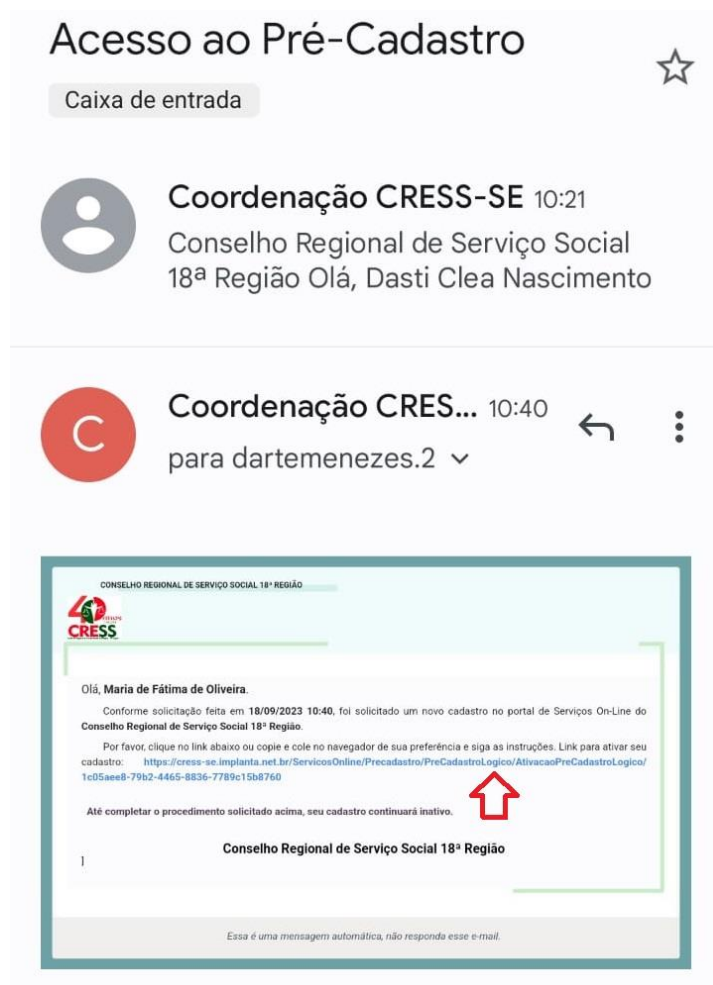 Acesso ao Pré-Cadastro
Caixa de entrada
Coordenação CRESS-SE 10:21
Conselho Regional de Serviço Social
18ª Região Olá, Dasti Clea Nascimento
C
Coordenação CRES... 10:40
para dartemenezes.2
CONSELHO REGIONAL DE SERVIÇO SOCIAL 18ª REGIÃO
40
CRESS
Olá, Maria de Fátima de Oliveira.
Conforme solicitação feita em 18/09/2023 10:40, foi solicitado um novo cadastro no portal de Serviços On-Line do
Conselho Regional de Serviço Social 18ª Região.
Por favor, clique no link abaixo ou copie e cole no navegador de sua preferência e siga as instruções. Link para ativar seu
cadastro: https://cress-se.implanta.net.br/ServicosOnline/Precadastro/PreCadastroLogico/AtivacaoPreCadastroLogico/
1c05aee8-79b2-4465-8836-7789c15b8760
Até completar o procedimento solicitado acima, seu cadastro continuará inativo.
Conselho Regional de Serviço Social 18ª Região
]
Essa é uma mensagem automática, não responda esse e-mail.